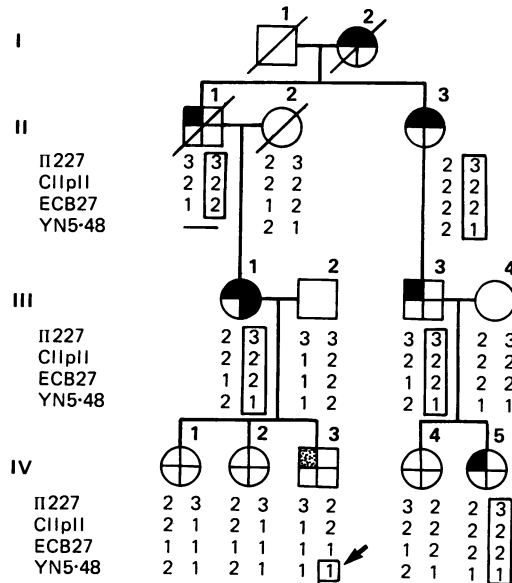 1 2
I
1 2 3
II
Π227 3 3 2 3 2 3
CIIpII 2 2 2 2 2 2
ECB27 1 2 1 2 2 2
YN5·48 2 1 2 1
1 2 3 4
III
Π227 2 3 3 3 3 3 2 3
CIIpII 2 2 1 2 2 2 2 2
ECB27 1 2 1 2 1 2 2 2
YN5·48 2 1 1 1 2 1 1 1
1 2 3 4 5
IV
Π227 2 3 2 3 3 2 3 2 2 3
CIIpII 2 1 2 1 1 2 2 2 2 2
ECB27 1 1 1 1 1 1 1 2 2 2
YN5·48 2 1 2 1 1 1 2 1 1 1